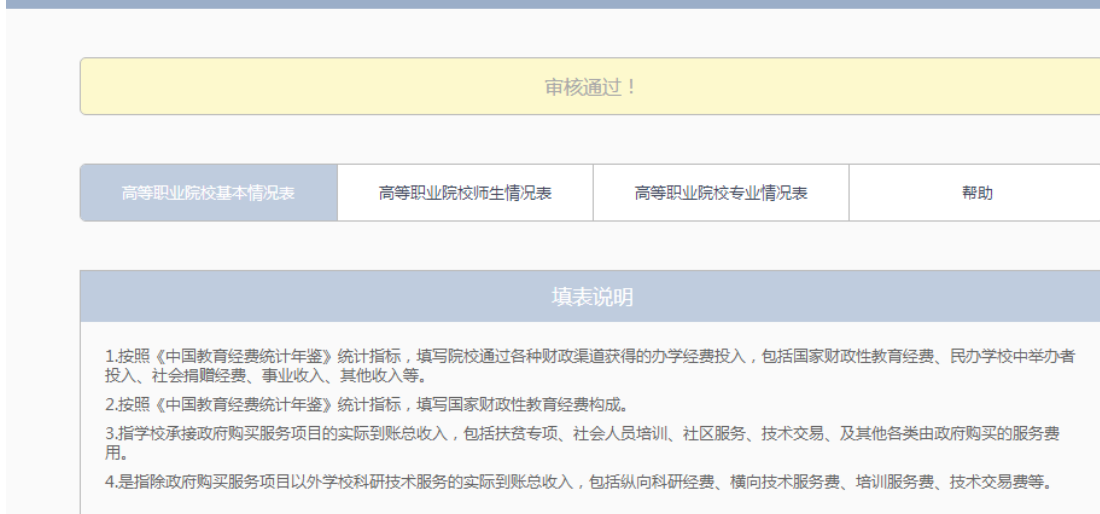 审核通过！
高等职业院校基本情况表
高等职业院校师生情况表
高等职业院校专业情况表
帮助
填表说明
1.按照《中国教育经费统计年鉴》统计指标，填写院校通过各种财政渠道获得的办学经费投入，包括国家财政性教育经费、民办学校中举办者
投入、社会捐赠经费、事业收入、其他收入等。
2.按照《中国教育经费统计年鉴》统计指标，填写国家财政性教育经费构成。
3.指学校承接政府购买服务项目的实际到账总收入，包括扶贫专项、社会人员培训、社区服务、技术交易、及其他各类由政府购买的服务费
用。
4.是指除政府购买服务项目以外学校科研技术服务的实际到账总收入，包括纵向科研经费、横向技术服务费、培训服务费、技术交易费等。